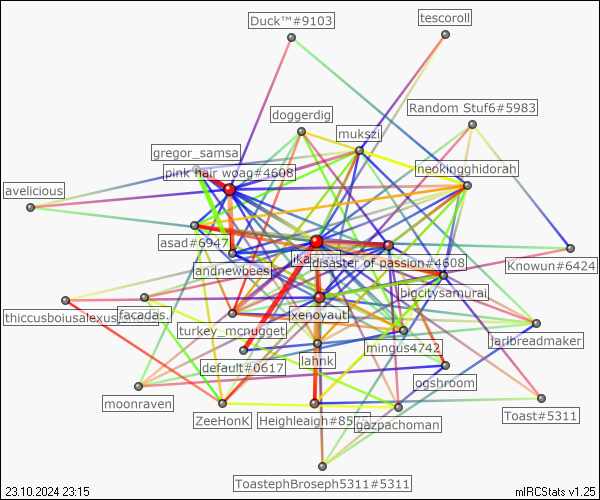 Duck™#9103
tescoroll
Random Stuf6#5983
doggerdig
mukszi
gregor_samsa
pink hair woag#4608
neokingghidorah
avelicious
asad#6947
disaster of passion#4608
Knowun#6424
andnewbees
bigcitysamurai
thiccusboiusalexus
facadas.
xenoyaut
turkey_mcnugget
mingus4742
jarlbreadmaker
lahnk
default#0617
ogshroom
moonraven
ZeeHonK
Heighleigh#85
gazpachoman
Toast#5311
ToastephBroseph5311#5311
23.10.2024 23:15
mIRCStats v1.25